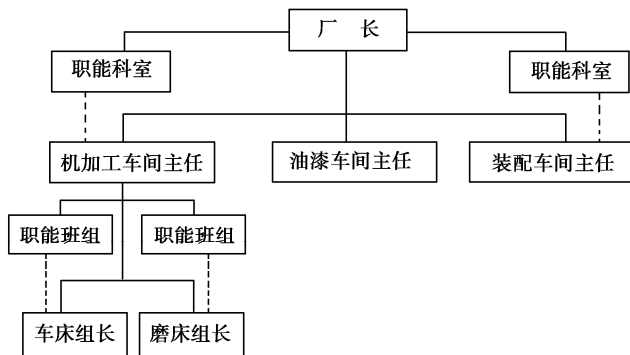 厂 长
职能科室
职能科室
机加工车间主任
油漆车间主任
装配车间主任
职能班组
职能班组
车床组长
磨床组长